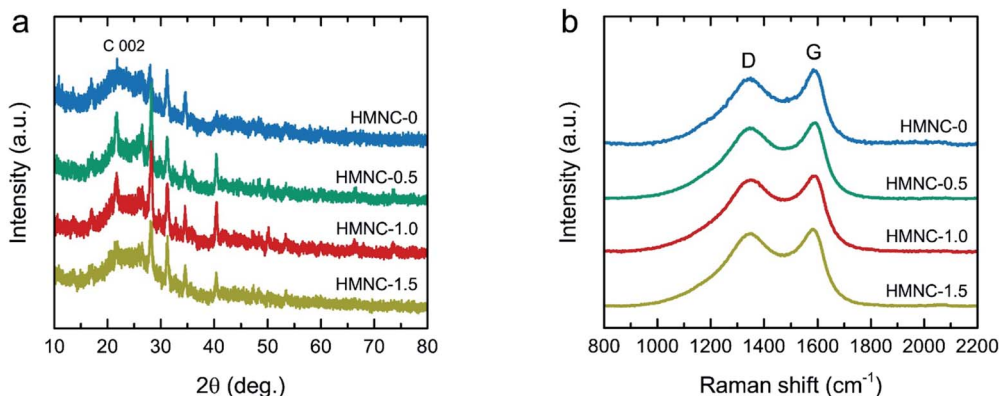 a
C 002
HMNC-0
HMNC-0.5
HMNC-1.0
HMNC-1.5
Intensity (a.u.)
10 20 30 40 50 60 70 80
2θ (deg.)
b
D G
HMNC-0
HMNC-0.5
HMNC-1.0
HMNC-1.5
Intensity (a.u.)
800 1000 1200 1400 1600 1800 2000 2200
Raman shift (cm⁻¹)